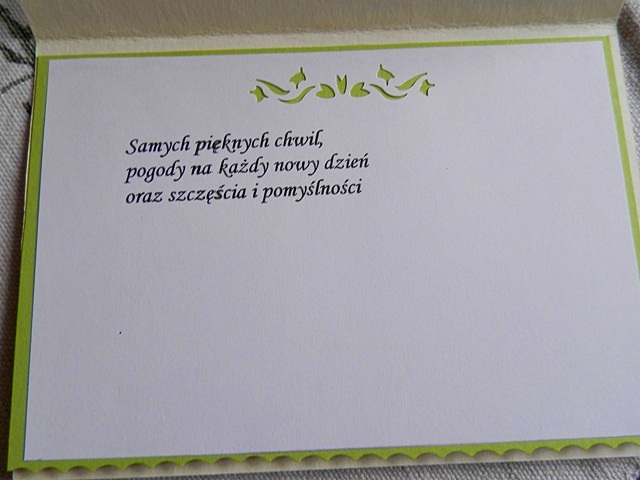 Samych pięknych chwil,
pogody na każdy nowy dzień
oraz szczęścia i pomyślności